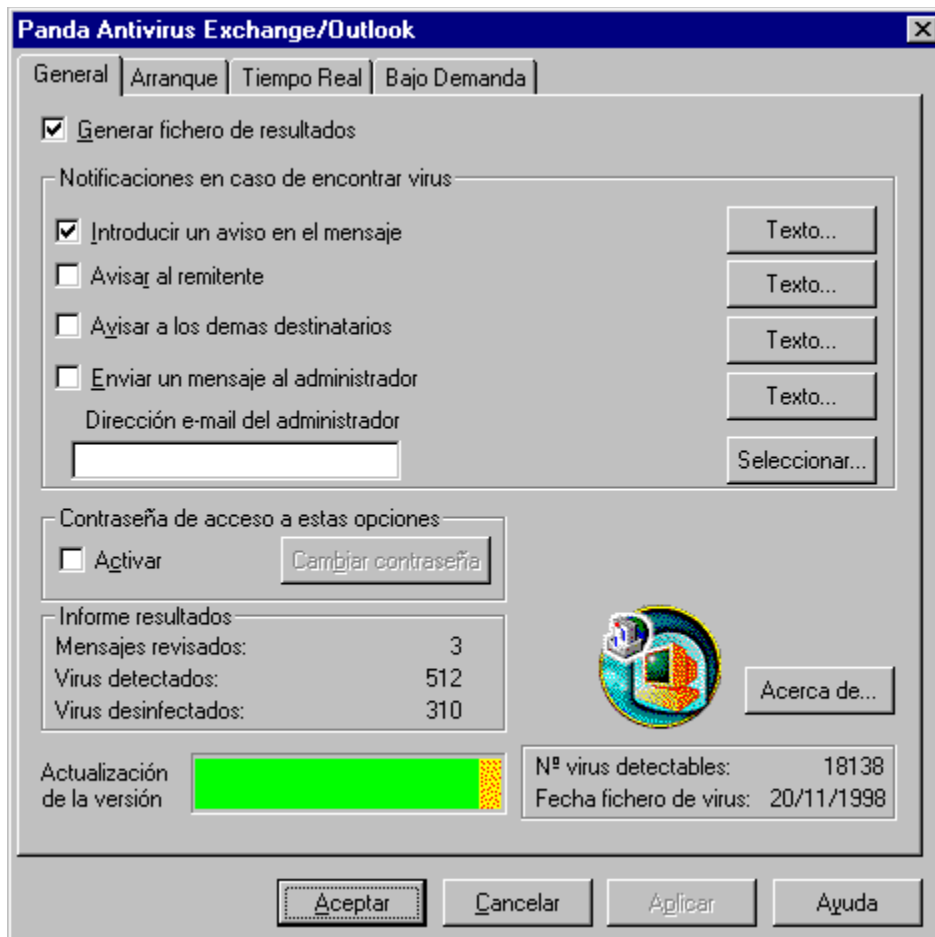 Panda Antivirus Exchange/Outlook
General Arranque Tiempo Real Bajo Demanda
Generar fichero de resultados
Notificaciones en caso de encontrar virus
Introducir un aviso en el mensaje Texto...
Avisar al remitente Texto...
Avisar a los demas destinatarios Texto...
Enviar un mensaje al administrador Texto...
Dirección e-mail del administrador
Seleccionar...
Contraseña de acceso a estas opciones
Activar Cambiar contraseña
Informe resultados
Mensajes revisados: 3
Virus detectados: 512
Virus desinfectados: 310
Acerca de...
Actualización
de la versión
Nº virus detectables: 18138
Fecha fichero de virus: 20/11/1998
Aceptar Cancelar Aplicar Ayuda